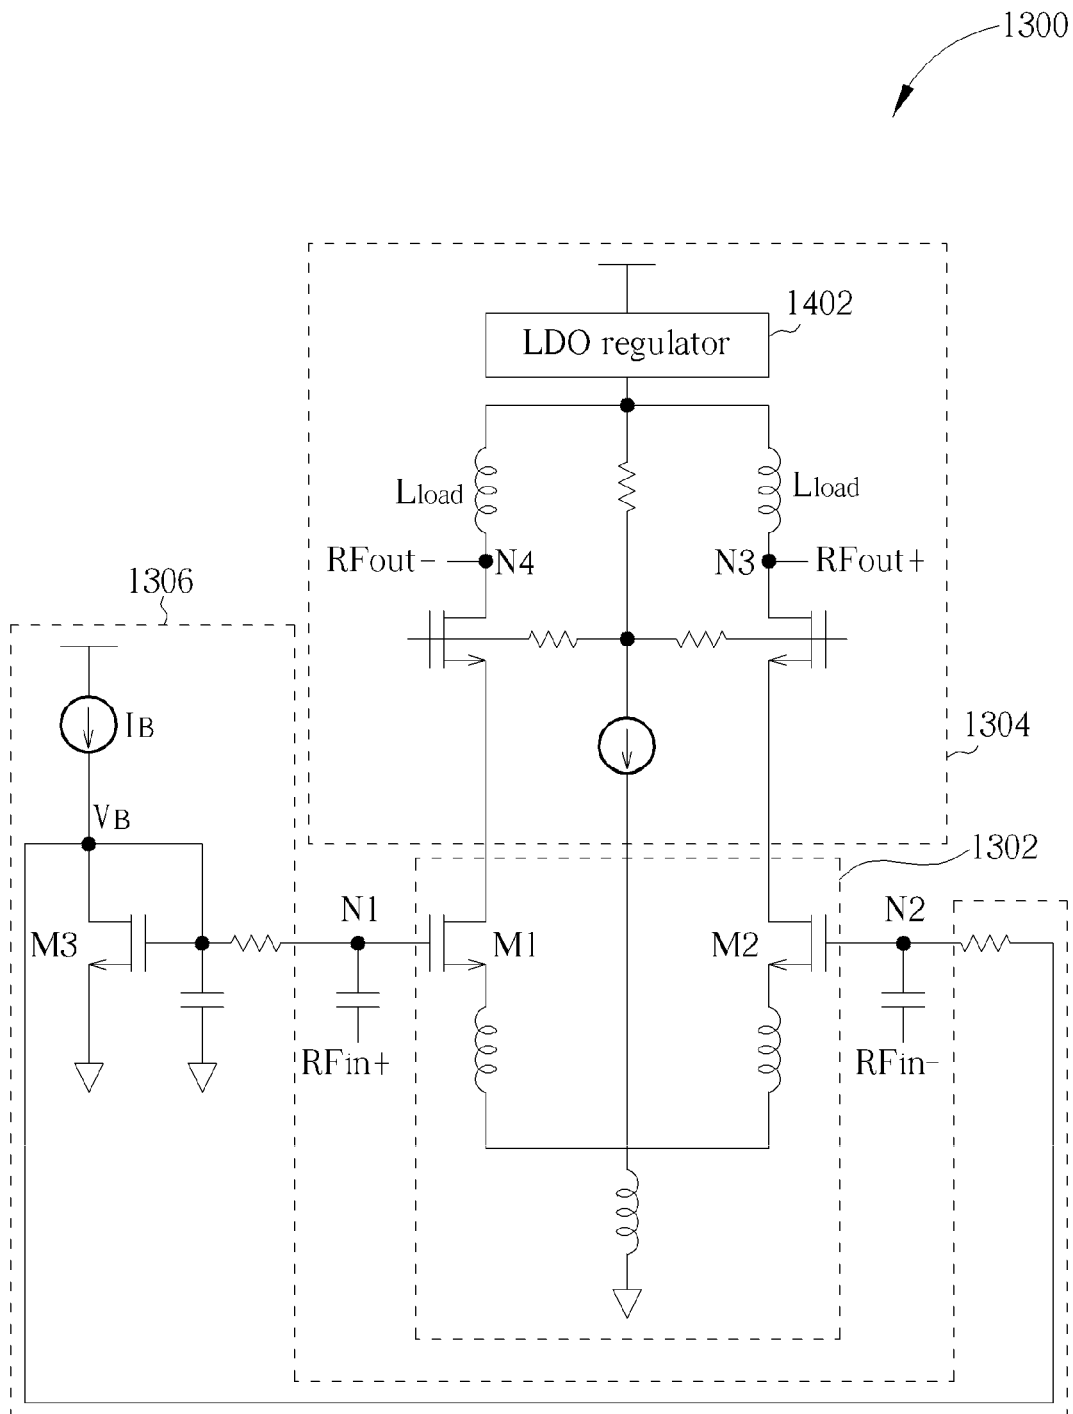 1300
1402
LDO regulator
Lload
Lload
RFout-
N4
N3
RFout+
1306
IB
1304
VB
1302
N1
N2
M3
M1
M2
RFin+
RFin-